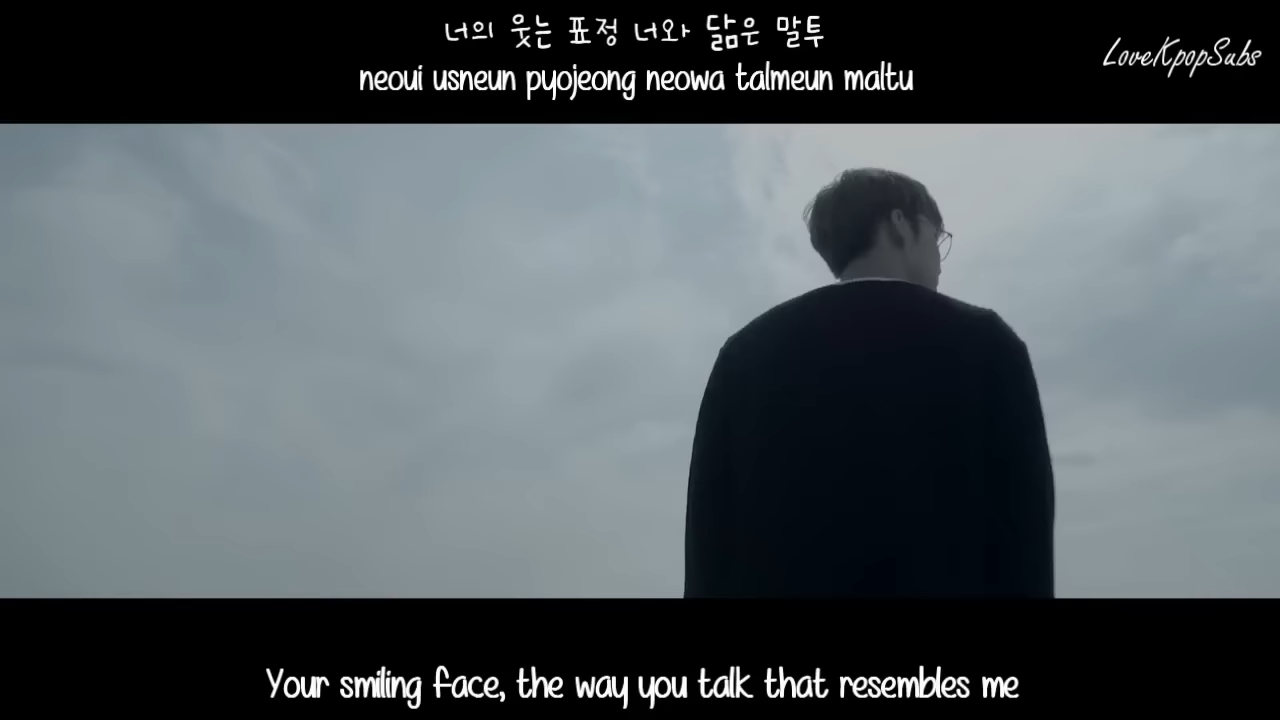 너의 웃는 표정 너와 닮은 말투
neoui usneun pyojeong neowa talmeun maltu
LoveKpopSubs
Your smiling face, the way you talk that resembles me